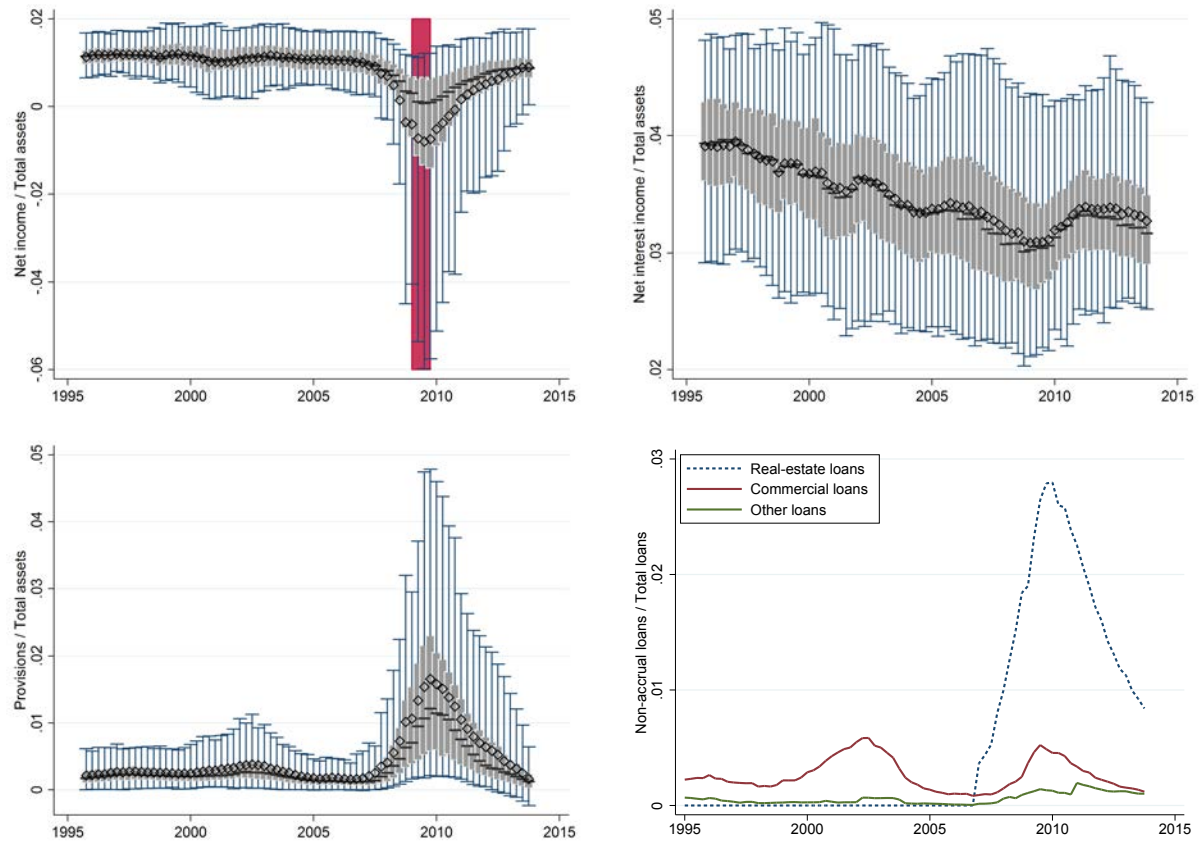 Net income / Total assets
.02
0
-.02
-.04
-.06
1995 2000 2005 2010 2015
Net interest income / Total assets
.05
.04
.03
.02
1995 2000 2005 2010 2015
Provisions / Total assets
.05
.04
.03
.02
.01
0
1995 2000 2005 2010 2015
Non-accrual loans / Total loans
.03
.02
.01
0
Real-estate loans
Commercial loans
Other loans
1995 2000 2005 2010 2015